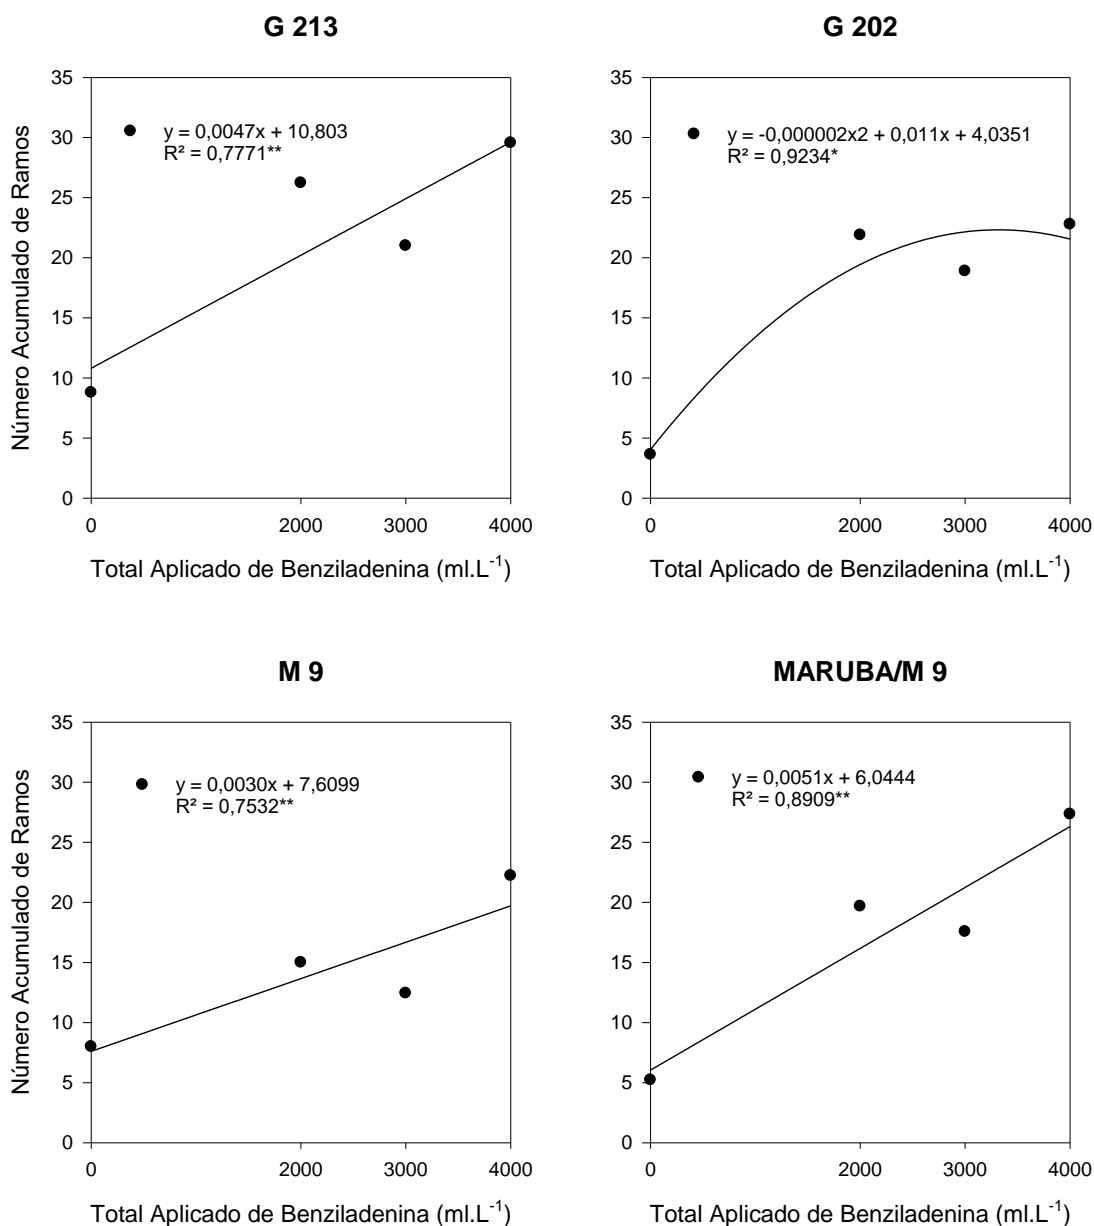 G 213
35
30
25
20
15
10
5
0
Número Acumulado de Ramos
y = 0,0047x + 10,803
R² = 0,7771**
0 2000 3000 4000
Total Aplicado de Benziladenina (ml.L-1)
G 202
35
30
25
20
15
10
5
0
y = -0,000002x2 + 0,011x + 4,0351
R² = 0,9234*
0 2000 3000 4000
Total Aplicado de Benziladenina (ml.L-1)
M 9
35
30
25
20
15
10
5
0
Número Acumulado de Ramos
y = 0,0030x + 7,6099
R² = 0,7532**
0 2000 3000 4000
Total Aplicado de Benziladenina (ml.L-1)
MARUBA/M 9
35
30
25
20
15
10
5
0
y = 0,0051x + 6,0444
R² = 0,8909**
0 2000 3000 4000
Total Aplicado de Benziladenina (ml.L-1)